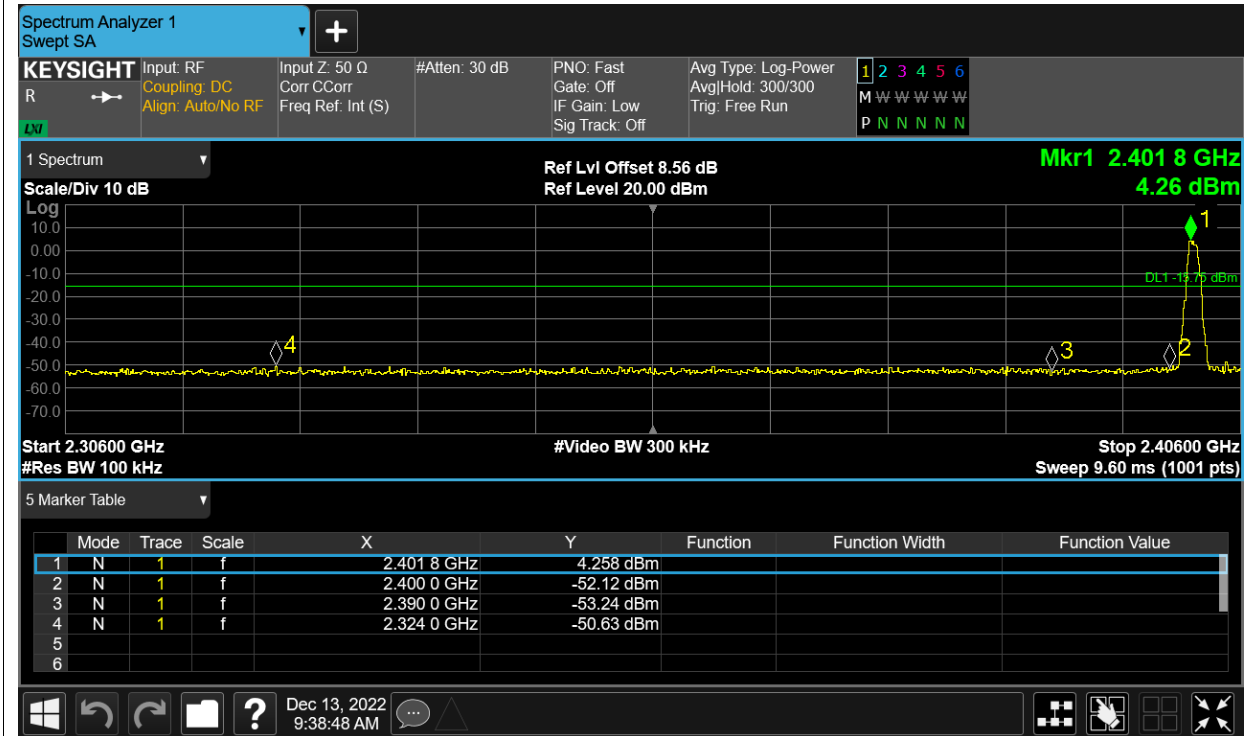 Spectrum Analyzer 1
Swept SA
+
KEYSIGHT
R
LXI
Input: RF
Coupling: DC
Align: Auto/No RF
Input Z: 50 Ω
Corr CCorr
Freq Ref: Int (S)
#Atten: 30 dB
PNO: Fast
Gate: Off
IF Gain: Low
Sig Track: Off
Avg Type: Log-Power
Avg|Hold: 300/300
Trig: Free Run
1 2 3 4 5 6
M W W W W W W
P N N N N N N
1 Spectrum
Scale/Div 10 dB
Ref Lvl Offset 8.56 dB
Ref Level 20.00 dBm
Mkr1 2.401 8 GHz
4.26 dBm
Log
10.0
0.00
-10.0
-20.0
-30.0
-40.0
-50.0
-60.0
-70.0
1
DL1 -15.75 dBm
4
3
2
Start 2.30600 GHz
#Res BW 100 kHz
#Video BW 300 kHz
Stop 2.40600 GHz
Sweep 9.60 ms (1001 pts)
5 Marker Table
Mode Trace Scale X Y Function Function Width Function Value
1 N 1 f 2.401 8 GHz 4.258 dBm
2 N 1 f 2.400 0 GHz -52.12 dBm
3 N 1 f 2.390 0 GHz -53.24 dBm
4 N 1 f 2.324 0 GHz -50.63 dBm
5
6
?
Dec 13, 2022
9:38:48 AM